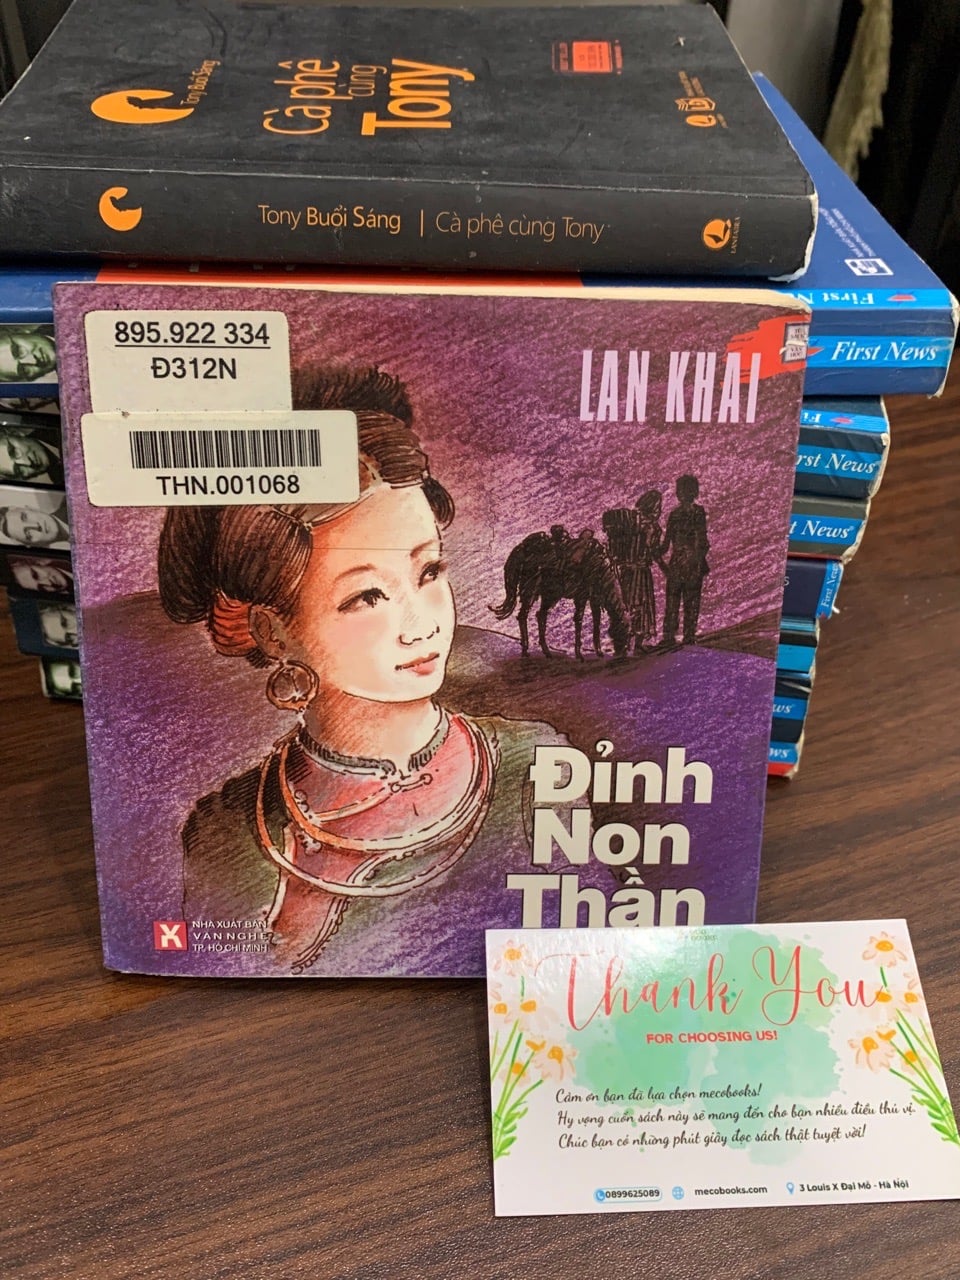 Tony Buổi Sáng
Cà phê
cùng
Tony
Tony Buổi Sáng | Cà phê cùng Tony
First News
First News
First News
First News
895.922 334
Đ312N
THN.001068
LAN KHAI
TỦ
SÁCH
VĂN
HỌC
Đỉnh
Non
Thần
NHÀ XUẤT BẢN
VĂN NGHỆ
TP. HỒ CHÍ MINH
Thank You
FOR CHOOSING US!
Cảm ơn bạn đã lựa chọn mecobooks!
Hy vọng cuốn sách này sẽ mang đến cho bạn nhiều điều thú vị.
Chúc bạn có những phút giây đọc sách thật tuyệt vời!
0899625089
mecobooks.com
3 Louis X Đại Mỗ - Hà Nội